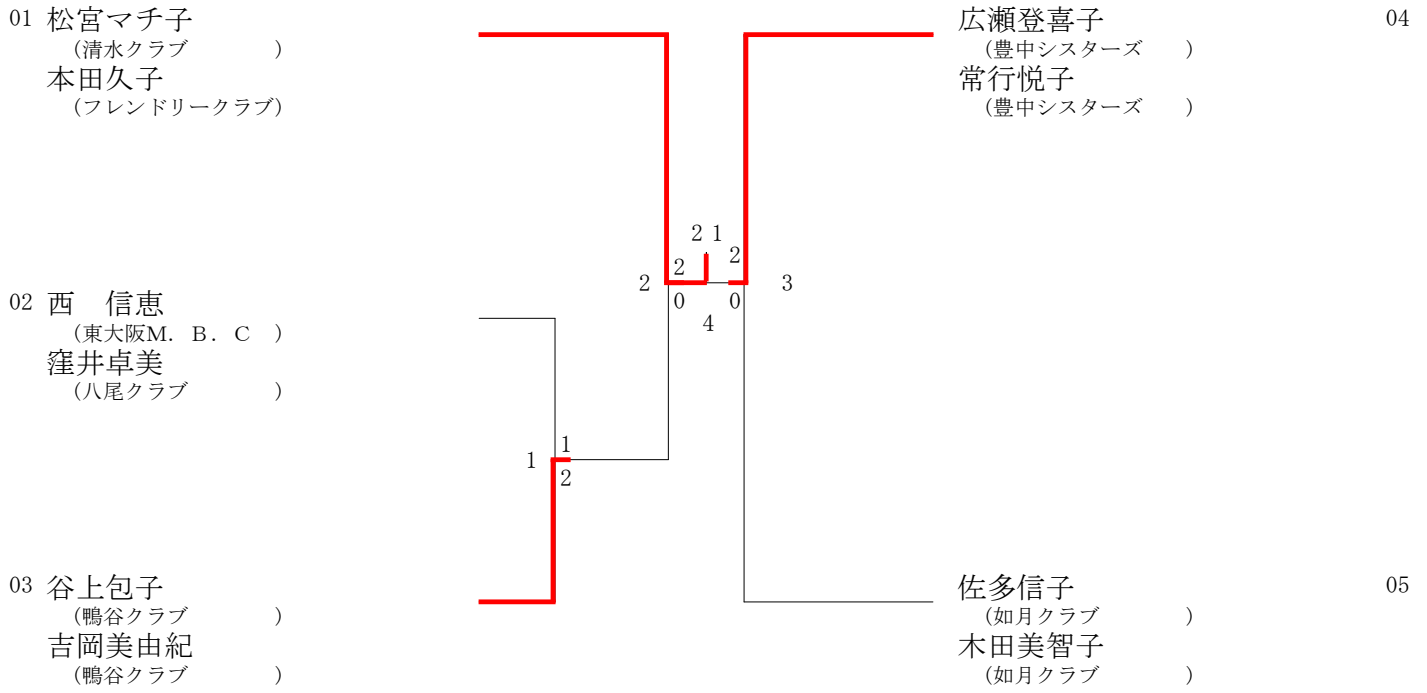 01 松宮マチ子
(清水クラブ)
本田久子
(フレンドリークラブ)
広瀬登喜子 04
(豊中シスターズ)
常行悦子
(豊中シスターズ)
2 1
2
2
2
3
0
0
4
02 西 信恵
(東大阪M. B. C )
窪井卓美
(八尾クラブ)
1
1
2
03 谷上包子
(鴨谷クラブ)
吉岡美由紀
(鴨谷クラブ)
佐多信子 05
(如月クラブ)
木田美智子
(如月クラブ)